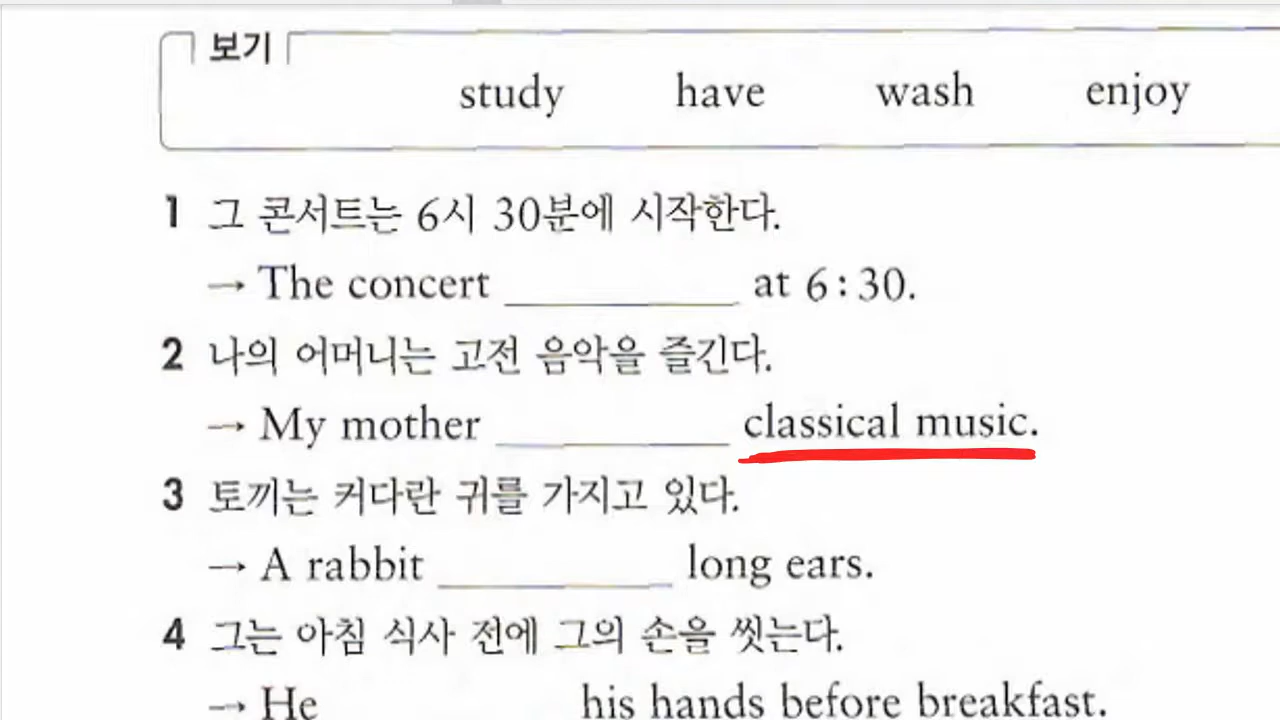 보기
study have wash enjoy
1 그 콘서트는 6시 30분에 시작한다.
→ The concert __________ at 6:30.
2 나의 어머니는 고전 음악을 즐긴다.
→ My mother __________ classical music.
3 토끼는 커다란 귀를 가지고 있다.
→ A rabbit __________ long ears.
4 그는 아침 식사 전에 그의 손을 씻는다.
→ He his hands before breakfast.